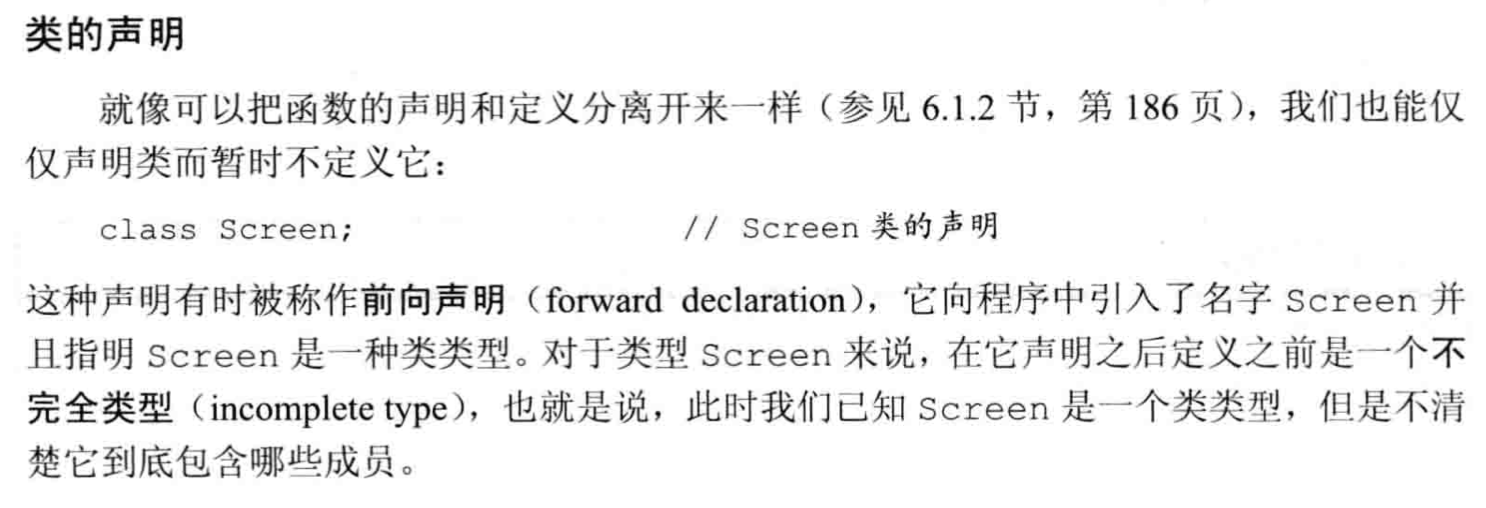 类的声明
就像可以把函数的声明和定义分离开来一样（参见 6.1.2 节，第 186 页），我们也能仅
仅声明类而暂时不定义它：
class Screen; // Screen 类的声明
这种声明有时被称作前向声明（forward declaration），它向程序中引入了名字 Screen 并
且指明 Screen 是一种类类型。对于类型 Screen 来说，在它声明之后定义之前是一个不
完全类型（incomplete type），也就是说，此时我们已知 Screen 是一个类类型，但是不清
楚它到底包含哪些成员。